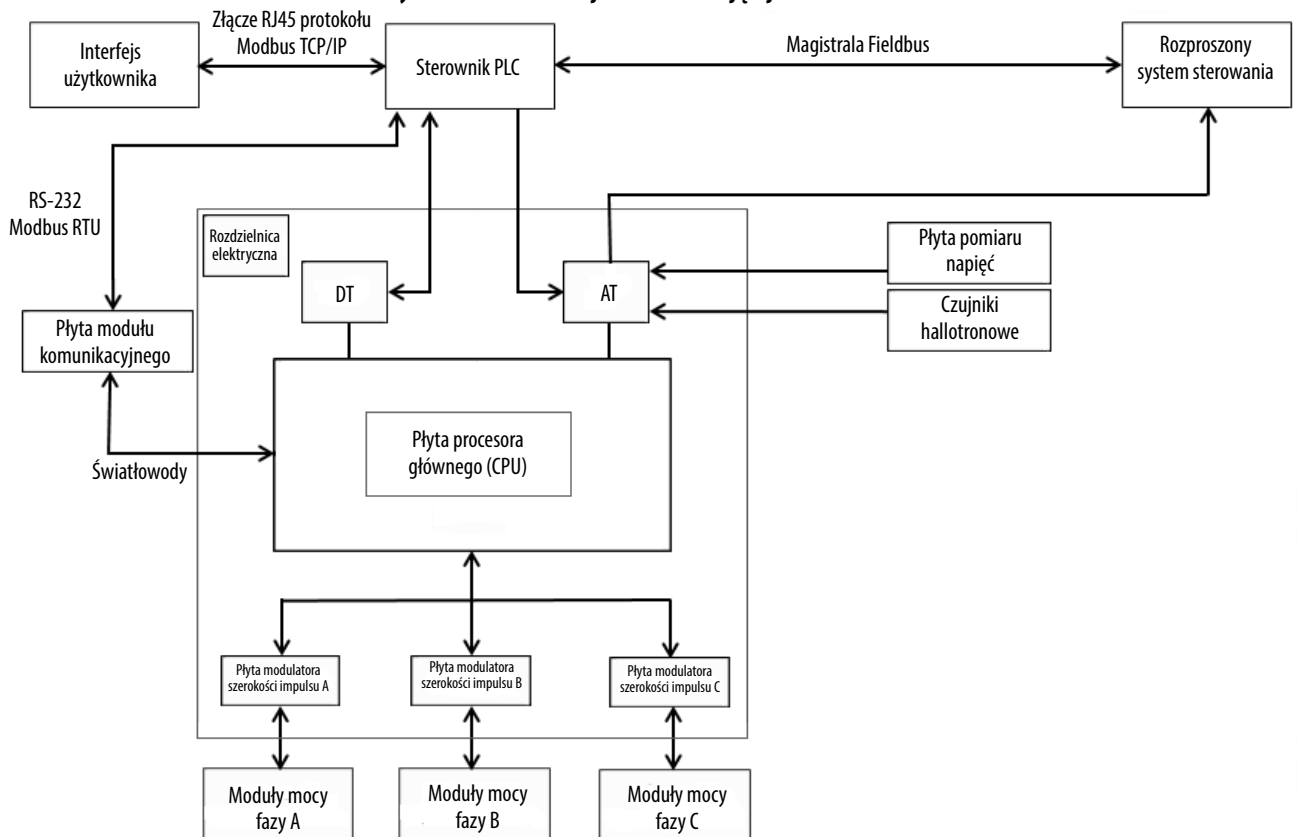 Złącze RJ45 protokołu
Modbus TCP/IP
Interfejs
użytkownika
Sterownik PLC
Magistrala Fieldbus
Rozproszony
system sterowania
RS-232
Modbus RTU
Rozdzielnica
elektryczna
DT
AT
Płyta pomiaru
napięć
Czujniki
hallotronowe
Płyta modułu
komunikacyjnego
Płyta procesora
głównego (CPU)
Światłowody
Płyta modulatora
szerokości impulsu A
Płyta modulatora
szerokości impulsu B
Płyta modulatora
szerokości impulsu C
Moduły mocy
fazy A
Moduły mocy
fazy B
Moduły mocy
fazy C